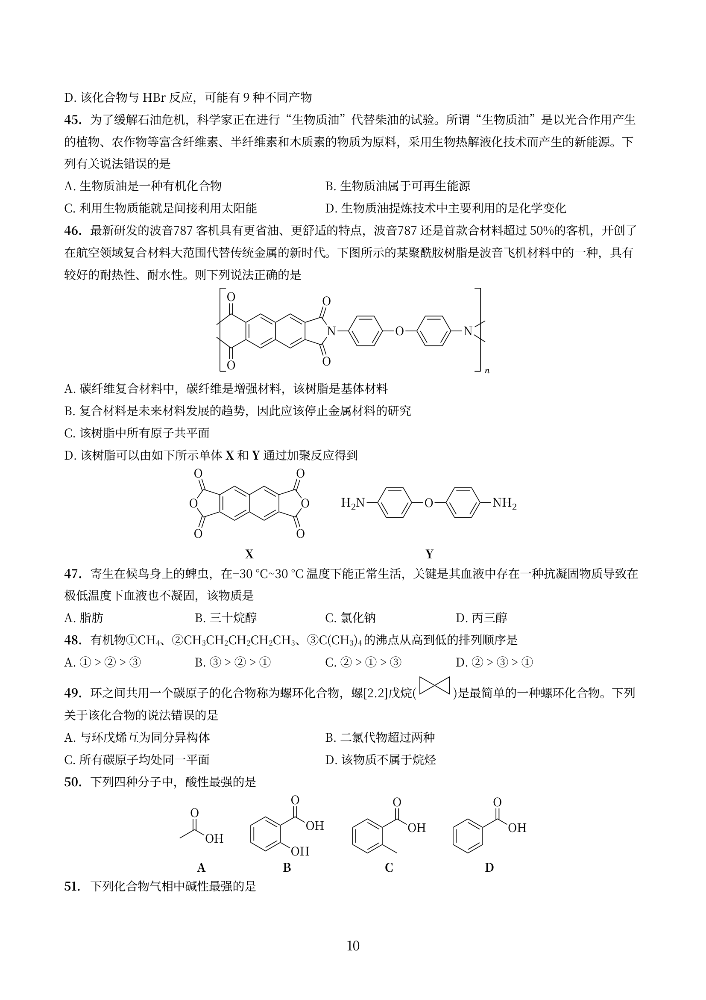 D. 该化合物与 HBr 反应，可能有 9 种不同产物
45. 为了缓解石油危机，科学家正在进行“生物质油”代替柴油的试验。所谓“生物质油”是以光合作用产生
的植物、农作物等富含纤维素、半纤维素和木质素的物质为原料，采用生物热解液化技术而产生的新能源。下
列有关说法错误的是
A. 生物质油是一种有机化合物 B. 生物质油属于可再生能源
C. 利用生物质能就是间接利用太阳能 D. 生物质油提炼技术中主要利用的是化学变化
46. 最新研发的波音787 客机具有更省油、更舒适的特点，波音787 还是首款合材料超过 50%的客机，开创了
在航空领域复合材料大范围代替传统金属的新时代。下图所示的某聚酰胺树脂是波音飞机材料中的一种，具有
较好的耐热性、耐水性。则下列说法正确的是
O O
N O N
O O
n
A. 碳纤维复合材料中，碳纤维是增强材料，该树脂是基体材料
B. 复合材料是未来材料发展的趋势，因此应该停止金属材料的研究
C. 该树脂中所有原子共平面
D. 该树脂可以由如下所示单体 X 和 Y 通过加聚反应得到
O O
O O H₂N O NH₂
O O
X Y
47. 寄生在候鸟身上的蜱虫，在−30 °C~30 °C 温度下能正常生活，关键是其血液中存在一种抗凝固物质导致在
极低温度下血液也不凝固，该物质是
A. 脂肪 B. 三十烷醇 C. 氯化钠 D. 丙三醇
48. 有机物①CH₄、②CH₃CH₂CH₂CH₂CH₃、③C(CH₃)₄ 的沸点从高到低的排列顺序是
A. ① > ② > ③ B. ③ > ② > ① C. ② > ① > ③ D. ② > ③ > ①
49. 环之间共用一个碳原子的化合物称为螺环化合物，螺[2.2]戊烷( )是最简单的一种螺环化合物。下列
关于该化合物的说法错误的是
A. 与环戊烯互为同分异构体 B. 二氯代物超过两种
C. 所有碳原子均处同一平面 D. 该物质不属于烷烃
50. 下列四种分子中，酸性最强的是
O O O O
OH OH OH OH
OH
A B C D
51. 下列化合物气相中碱性最强的是
10